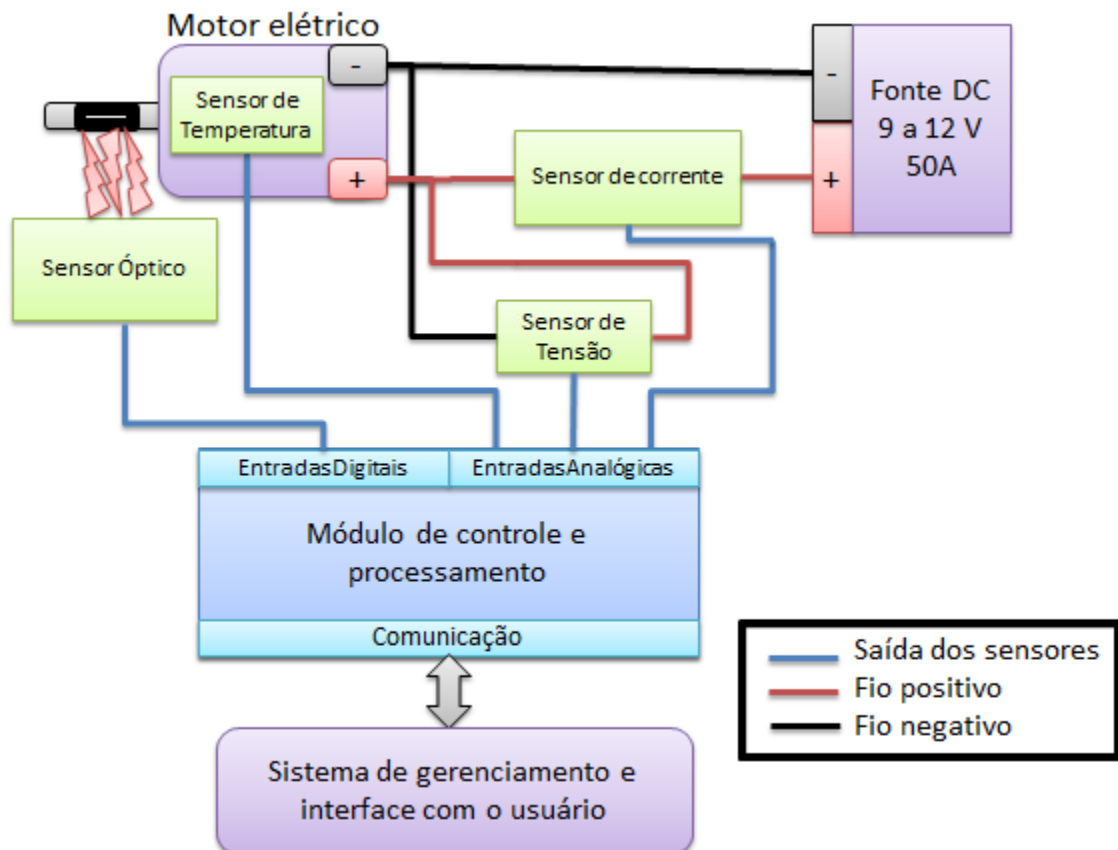 Motor elétrico
-
-
Fonte DC
9 a 12 V
50A
Sensor de
Temperatura
+
Sensor de corrente
+
Sensor Óptico
Sensor de
Tensão
EntradasDigitais
EntradasAnalógicas
Módulo de controle e
processamento
Comunicação
Saída dos sensores
Fio positivo
Fio negativo
Sistema de gerenciamento e
interface com o usuário